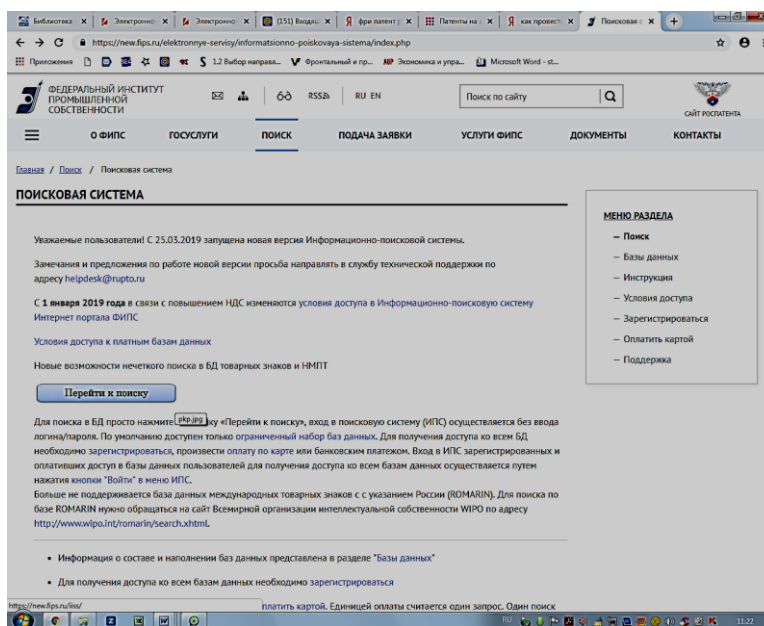 Библиотека
Электронно
Электронно
(151) Входящ
фри патент
Патенты на
как провест
Поисковая с
https://new.fips.ru/elektronnye-servisy/informatsionno-poiskovaya-sistema/index.php
Приложения
1.2 Выбор направа...
Фронтальный и пр...
Экономика и упра...
Microsoft Word - st...
ФЕДЕРАЛЬНЫЙ ИНСТИТУТ
ПРОМЫШЛЕННОЙ
СОБСТВЕННОСТИ
RSS
RU EN
Поиск по сайту
САЙТ РОСПАТЕНТА
О ФИПС
ГОСУСЛУГИ
ПОИСК
ПОДАЧА ЗАЯВКИ
УСЛУГИ ФИПС
ДОКУМЕНТЫ
КОНТАКТЫ
Главная / Поиск / Поисковая система
ПОИСКОВАЯ СИСТЕМА
Уважаемые пользователи! С 25.03.2019 запущена новая версия Информационно-поисковой системы.
Замечания и предложения по работе новой версии просьба направлять в службу технической поддержки по
адресу helpdesk@rupto.ru
С 1 января 2019 года в связи с повышением НДС изменяются условия доступа в Информационно-поисковую систему
Интернет портала ФИПС
Условия доступа к платным базам данных
Новые возможности нечеткого поиска в БД товарных знаков и НМПТ
Перейти к поиску
pkp.jpg
Для поиска в БД просто нажмите ку «Перейти к поиску», вход в поисковую систему (ИПС) осуществляется без ввода
логина/пароля. По умолчанию доступен только ограниченный набор баз данных. Для получения доступа ко всем БД
необходимо зарегистрироваться, произвести оплату по карте или банковским платежом. Вход в ИПС зарегистрированных и
оплативших доступ в базы данных пользователей для получения доступа ко всем базам данных осуществляется путем
нажатия кнопки "Войти" в меню ИПС.
Больше не поддерживается база данных международных товарных знаков с с указанием России (ROMARIN). Для поиска по
базе ROMARIN нужно обращаться на сайт Всемирной организации интеллектуальной собственности WIPO по адресу
http://www.wipo.int/romarin/search.xhtml.
• Информация о составе и наполнении баз данных представлена в разделе "Базы данных"
• Для получения доступа ко всем базам данных необходимо зарегистрироваться
платить картой. Единицей оплаты считается один запрос. Один поиск
МЕНЮ РАЗДЕЛА
— Поиск
— Базы данных
— Инструкция
— Условия доступа
— Зарегистрироваться
— Оплатить картой
— Поддержка
https://new.fips.ru/iiss/
RU
11:22